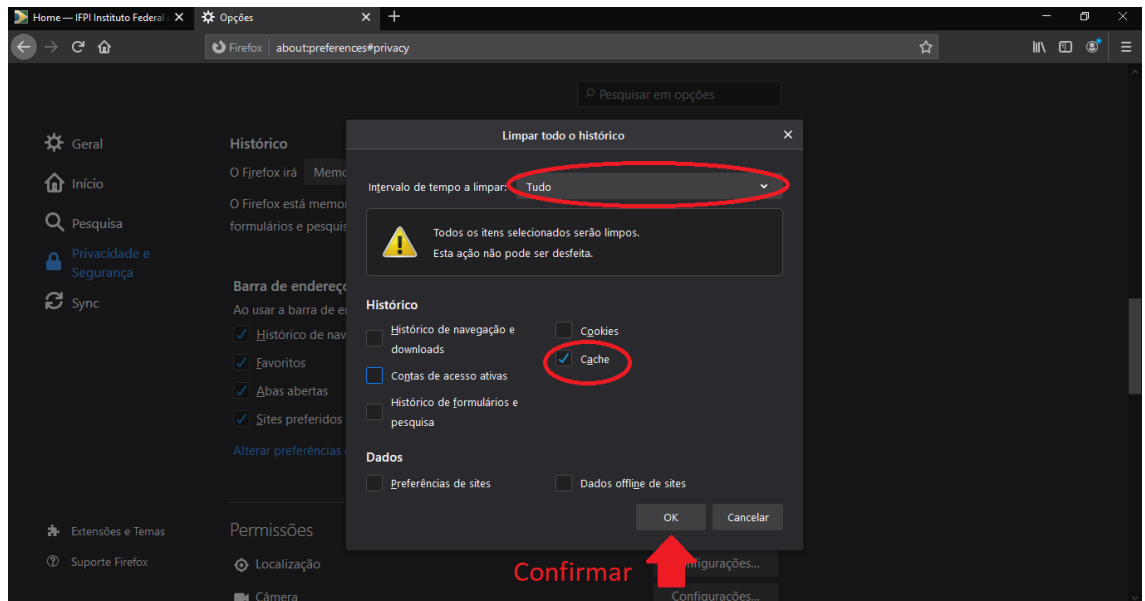 Home — IFPI Instituto Federal
Opções
Firefox about:preferences#privacy
Pesquisar em opções
Geral
Início
Pesquisa
Privacidade e
Segurança
Sync
Extensões e Temas
Suporte Firefox
Histórico
O Firefox irá Memo
O Firefox está memo
formulários e pesquis
Barra de endereço
Ao usar a barra de e
Histórico de nav
Favoritos
Abas abertas
Sites preferidos
Alterar preferências
Permissões
Localização
Configurações...
Câmera
Configurações...
Limpar todo o histórico
Intervalo de tempo a limpar: Tudo
Todos os itens selecionados serão limpos.
Esta ação não pode ser desfeita.
Histórico
Histórico de navegação e
downloads
Cookies
Cache
Contas de acesso ativas
Histórico de formulários e
pesquisa
Dados
Preferências de sites
Dados offline de sites
OK
Cancelar
Confirmar